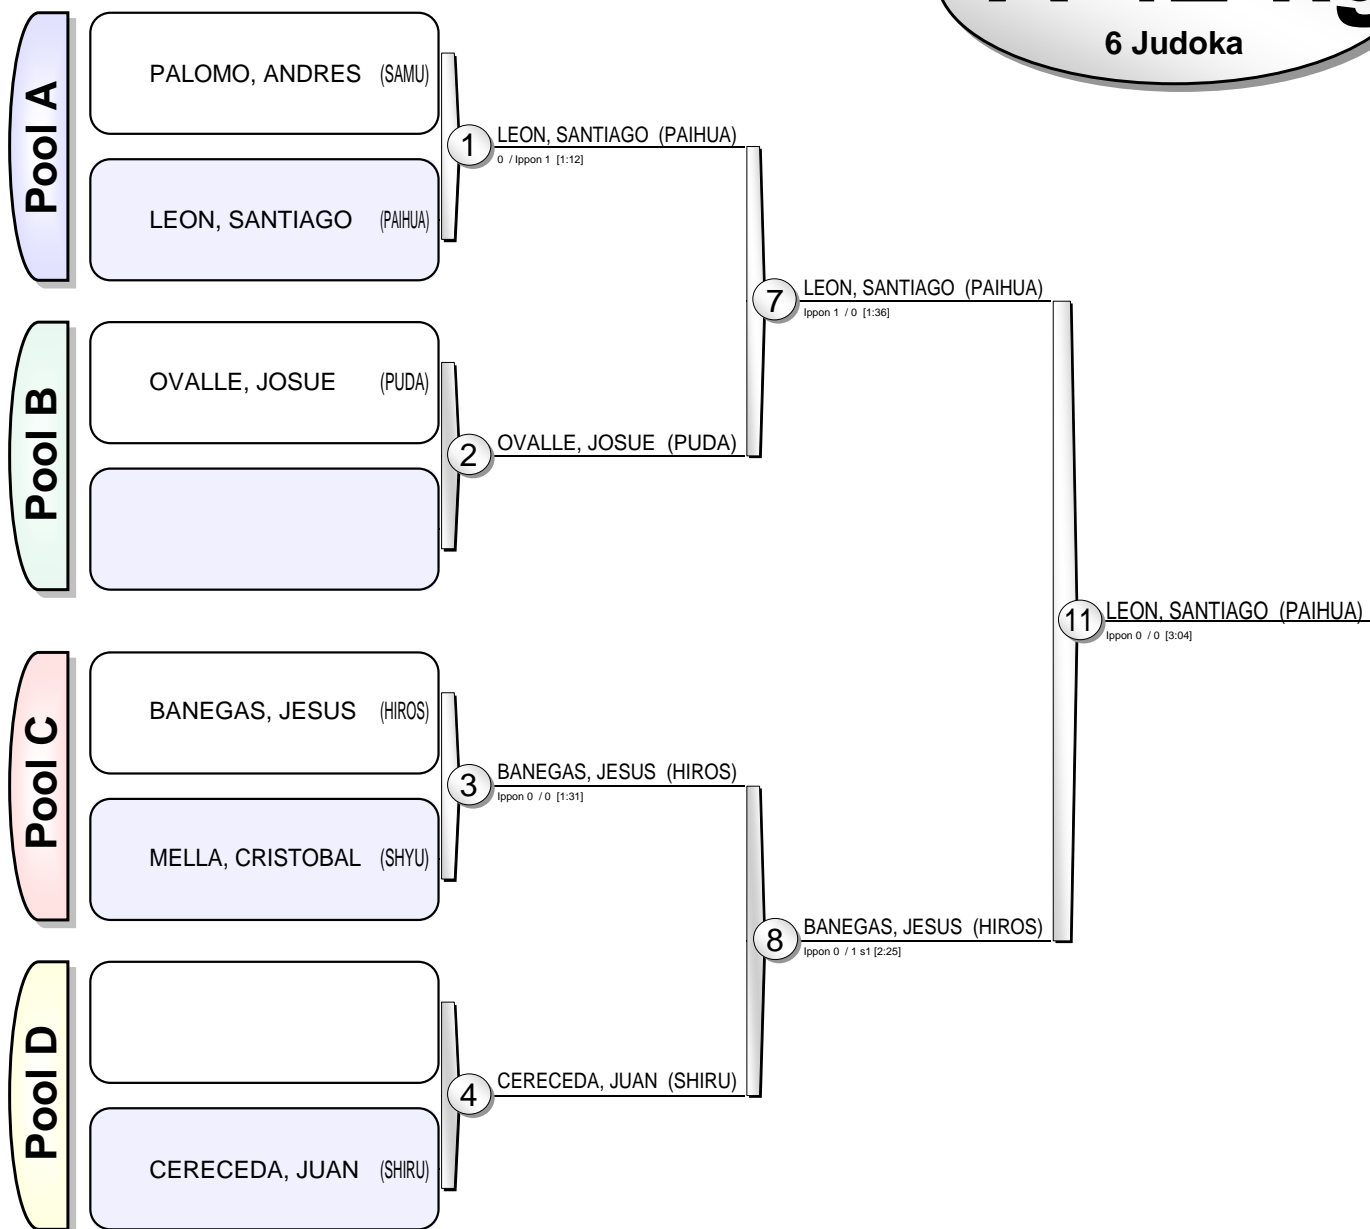 6 Judoka
Pool A
PALOMO, ANDRES (SAMU)
LEON, SANTIAGO (PAIHUA)
1
LEON, SANTIAGO (PAIHUA)
0 / Ippon 1 [1:12]
Pool B
OVALLE, JOSUE (PUDA)
2
OVALLE, JOSUE (PUDA)
7
LEON, SANTIAGO (PAIHUA)
Ippon 1 / 0 [1:36]
Pool C
BANEGAS, JESUS (HIROS)
MELLA, CRISTOBAL (SHYU)
3
BANEGAS, JESUS (HIROS)
Ippon 0 / 0 [1:31]
Pool D
CERECEDA, JUAN (SHIRU)
4
CERECEDA, JUAN (SHIRU)
8
BANEGAS, JESUS (HIROS)
Ippon 0 / 1 s1 [2:25]
11
LEON, SANTIAGO (PAIHUA)
Ippon 0 / 0 [3:04]